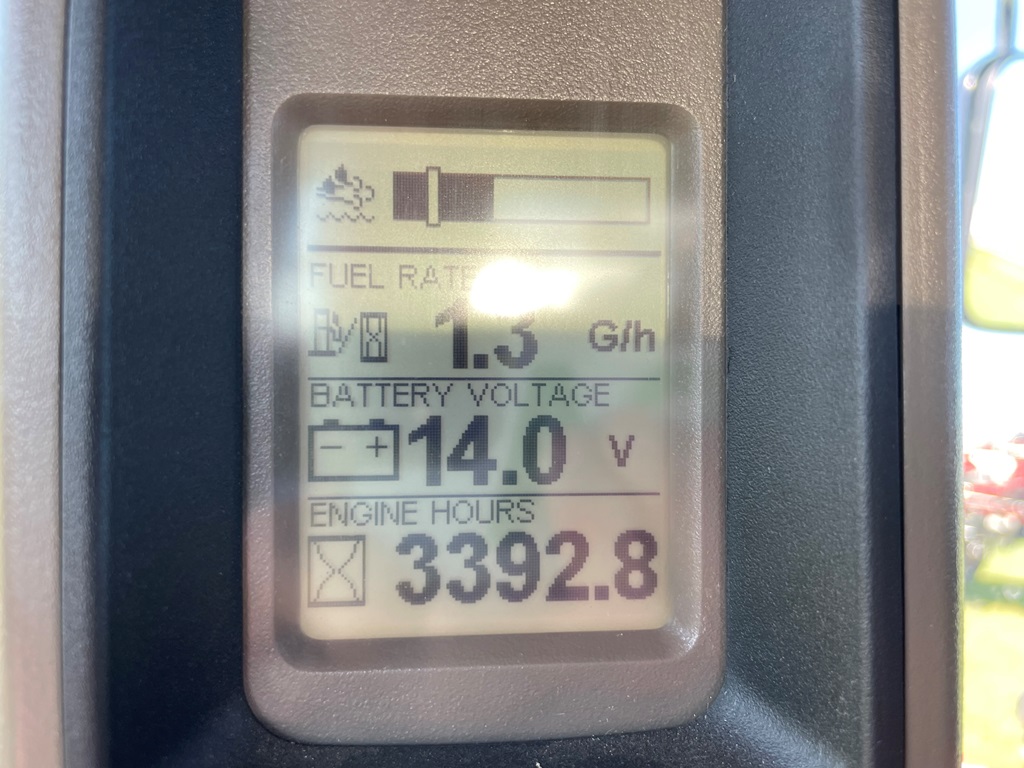 FUEL RATE
1.3 G/h
BATTERY VOLTAGE
- + 14.0 V
ENGINE HOURS
3392.8